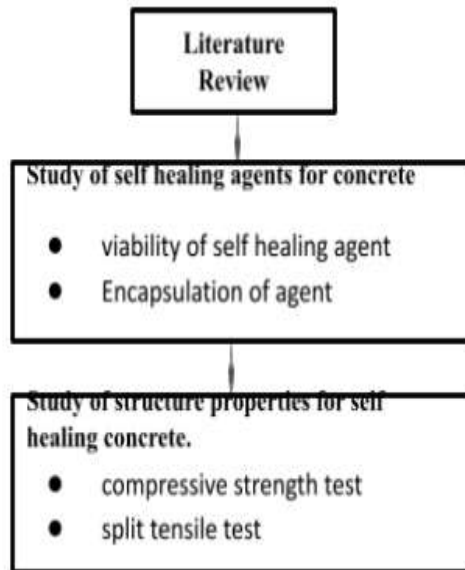 Literature
Review
Study of self healing agents for concrete
● viability of self healing agent
● Encapsulation of agent
Study of structure properties for self
healing concrete.
● compressive strength test
● split tensile test